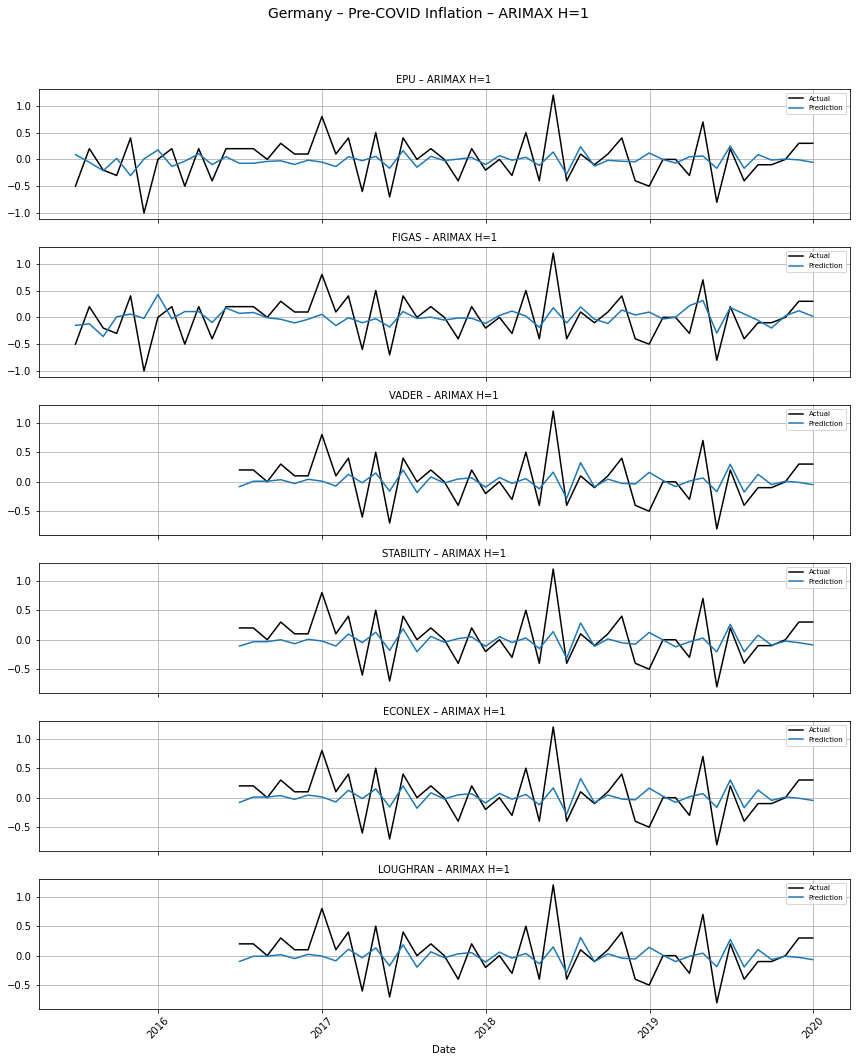 Germany – Pre-COVID Inflation – ARIMAX H=1
EPU – ARIMAX H=1
Actual
Prediction
1.0
0.5
0.0
−0.5
−1.0
FIGAS – ARIMAX H=1
Actual
Prediction
1.0
0.5
0.0
−0.5
−1.0
VADER – ARIMAX H=1
Actual
Prediction
1.0
0.5
0.0
−0.5
STABILITY – ARIMAX H=1
Actual
Prediction
1.0
0.5
0.0
−0.5
ECONLEX – ARIMAX H=1
Actual
Prediction
1.0
0.5
0.0
−0.5
LOUGHRAN – ARIMAX H=1
Actual
Prediction
1.0
0.5
0.0
−0.5
2016 2017 2018 2019 2020
Date